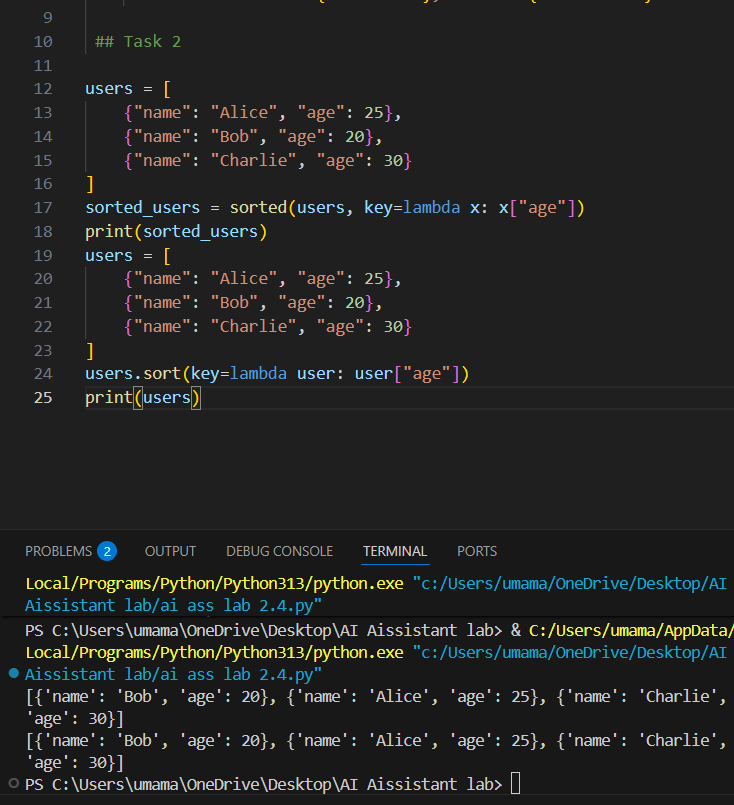 9
10 ## Task 2
11
12 users = [
13 {"name": "Alice", "age": 25},
14 {"name": "Bob", "age": 20},
15 {"name": "Charlie", "age": 30}
16 ]
17 sorted_users = sorted(users, key=lambda x: x["age"])
18 print(sorted_users)
19 users = [
20 {"name": "Alice", "age": 25},
21 {"name": "Bob", "age": 20},
22 {"name": "Charlie", "age": 30}
23 ]
24 users.sort(key=lambda user: user["age"])
25 print(users)
PROBLEMS 2 OUTPUT DEBUG CONSOLE TERMINAL PORTS
Local/Programs/Python/Python313/python.exe "c:/Users/umama/OneDrive/Desktop/AI
Aissistant lab/ai ass lab 2.4.py"
PS C:\Users\umama\OneDrive\Desktop\AI Aissistant lab> & C:/Users/umama/AppData/
Local/Programs/Python/Python313/python.exe "c:/Users/umama/OneDrive/Desktop/AI
Aissistant lab/ai ass lab 2.4.py"
[{'name': 'Bob', 'age': 20}, {'name': 'Alice', 'age': 25}, {'name': 'Charlie',
'age': 30}]
[{'name': 'Bob', 'age': 20}, {'name': 'Alice', 'age': 25}, {'name': 'Charlie',
'age': 30}]
PS C:\Users\umama\OneDrive\Desktop\AI Aissistant lab>